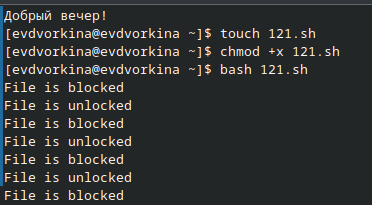 Добрый вечер!
[evdvorkina@evdvorkina ~]$ touch 121.sh
[evdvorkina@evdvorkina ~]$ chmod +x 121.sh
[evdvorkina@evdvorkina ~]$ bash 121.sh
File is blocked
File is unlocked
File is blocked
File is unlocked
File is blocked
File is unlocked
File is blocked